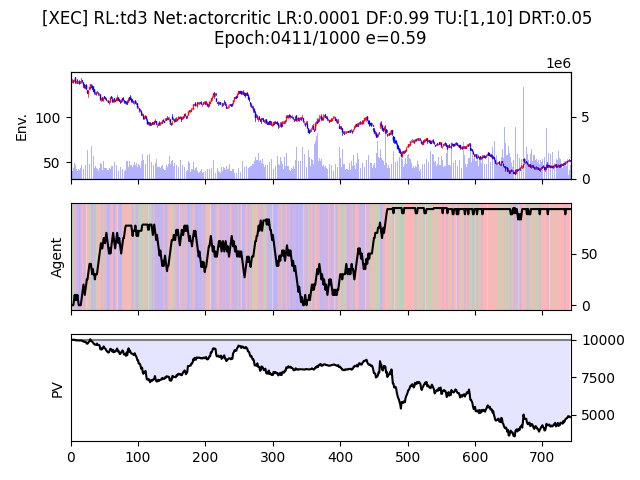 [XEC] RL:td3 Net:actorcritic LR:0.0001 DF:0.99 TU:[1,10] DRT:0.05
Epoch:0411/1000 e=0.59
1e6
Env.
100
50
5
0
Agent
50
0
PV
10000
7500
5000
0 100 200 300 400 500 600 700